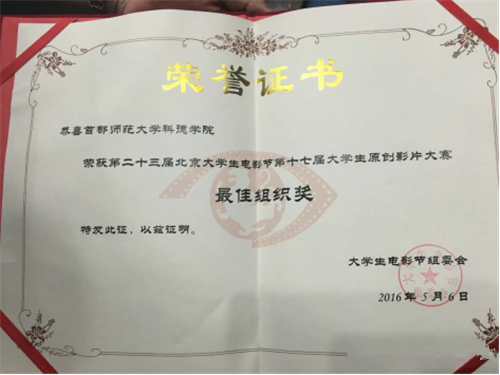 荣誉证书
恭喜首都师范大学科德学院
荣获第二十三届北京大学生电影节第十七届大学生原创影片大赛
最佳组织奖
特发此证，以兹证明。
大学生电影节组委会
2016年5月6日